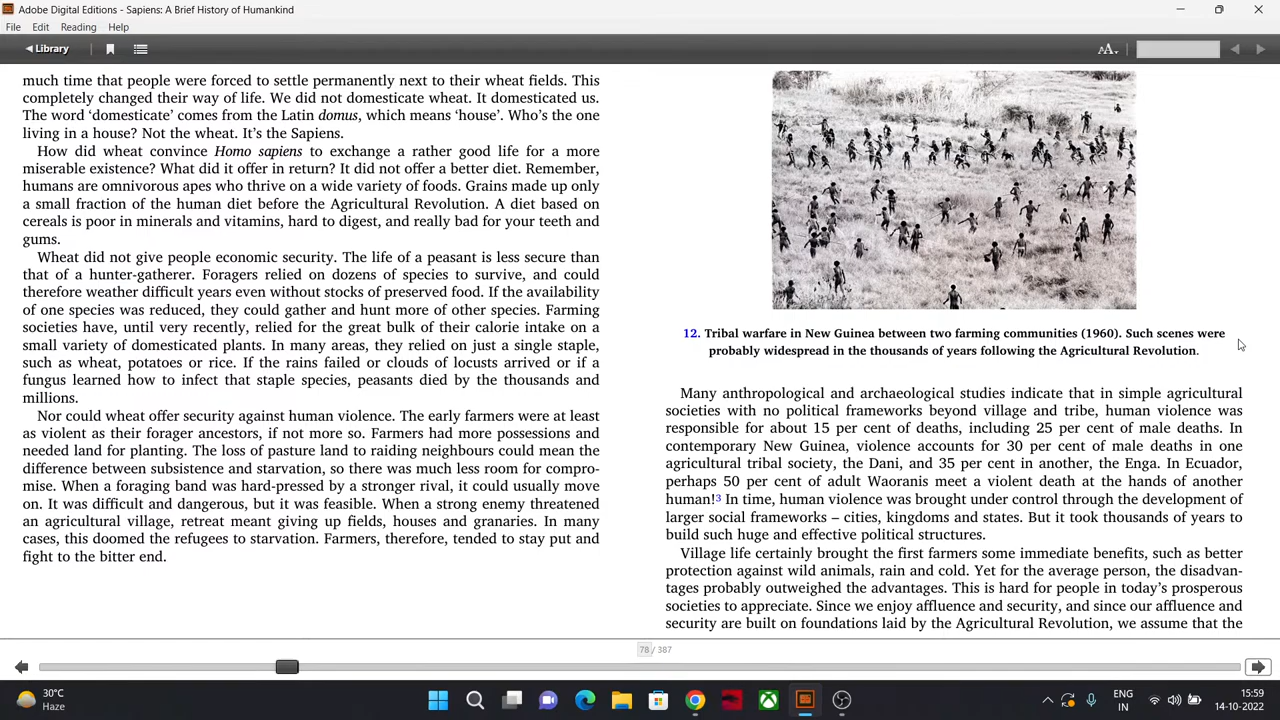 Adobe Digital Editions - Sapiens: A Brief History of Humankind
File Edit Reading Help
Library
AA
much time that people were forced to settle permanently next to their wheat fields. This
completely changed their way of life. We did not domesticate wheat. It domesticated us.
The word ‘domesticate’ comes from the Latin domus, which means ‘house’. Who’s the one
living in a house? Not the wheat. It’s the Sapiens.
How did wheat convince Homo sapiens to exchange a rather good life for a more
miserable existence? What did it offer in return? It did not offer a better diet. Remember,
humans are omnivorous apes who thrive on a wide variety of foods. Grains made up only
a small fraction of the human diet before the Agricultural Revolution. A diet based on
cereals is poor in minerals and vitamins, hard to digest, and really bad for your teeth and
gums.
Wheat did not give people economic security. The life of a peasant is less secure than
that of a hunter-gatherer. Foragers relied on dozens of species to survive, and could
therefore weather difficult years even without stocks of preserved food. If the availability
of one species was reduced, they could gather and hunt more of other species. Farming
societies have, until very recently, relied for the great bulk of their calorie intake on a
small variety of domesticated plants. In many areas, they relied on just a single staple,
such as wheat, potatoes or rice. If the rains failed or clouds of locusts arrived or if a
fungus learned how to infect that staple species, peasants died by the thousands and
millions.
Nor could wheat offer security against human violence. The early farmers were at least
as violent as their forager ancestors, if not more so. Farmers had more possessions and
needed land for planting. The loss of pasture land to raiding neighbours could mean the
difference between subsistence and starvation, so there was much less room for compro-
mise. When a foraging band was hard-pressed by a stronger rival, it could usually move
on. It was difficult and dangerous, but it was feasible. When a strong enemy threatened
an agricultural village, retreat meant giving up fields, houses and granaries. In many
cases, this doomed the refugees to starvation. Farmers, therefore, tended to stay put and
fight to the bitter end.
12. Tribal warfare in New Guinea between two farming communities (1960). Such scenes were
probably widespread in the thousands of years following the Agricultural Revolution.
Many anthropological and archaeological studies indicate that in simple agricultural
societies with no political frameworks beyond village and tribe, human violence was
responsible for about 15 per cent of deaths, including 25 per cent of male deaths. In
contemporary New Guinea, violence accounts for 30 per cent of male deaths in one
agricultural tribal society, the Dani, and 35 per cent in another, the Enga. In Ecuador,
perhaps 50 per cent of adult Waoranis meet a violent death at the hands of another
human!3 In time, human violence was brought under control through the development of
larger social frameworks – cities, kingdoms and states. But it took thousands of years to
build such huge and effective political structures.
Village life certainly brought the first farmers some immediate benefits, such as better
protection against wild animals, rain and cold. Yet for the average person, the disadvan-
tages probably outweighed the advantages. This is hard for people in today’s prosperous
societies to appreciate. Since we enjoy affluence and security, and since our affluence and
security are built on foundations laid by the Agricultural Revolution, we assume that the
78 / 387
30°C
Haze
ENG
IN
15:59
14-10-2022